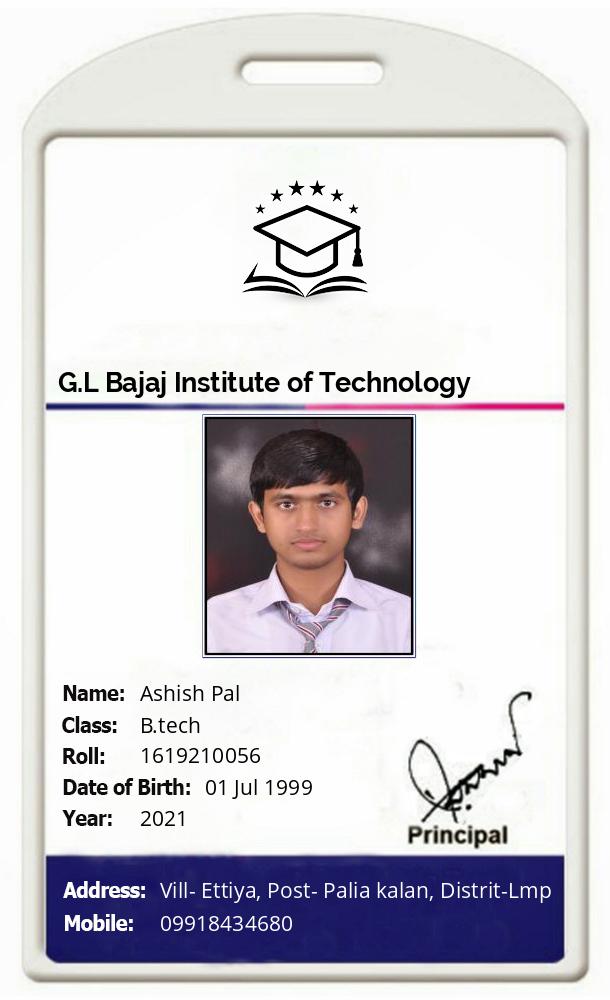 G.L Bajaj Institute of Technology
Name: Ashish Pal
Class: B.tech
Roll: 1619210056
Date of Birth: 01 Jul 1999
Year: 2021
Principal
Address: Vill- Ettiya, Post- Palia kalan, Distrit-Lmp
Mobile: 09918434680